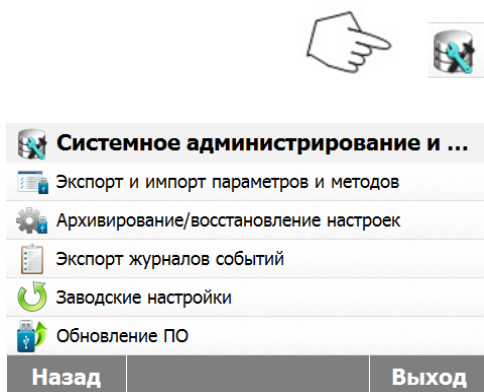 Системное администрирование и ...
Экспорт и импорт параметров и методов
Архивирование/восстановление настроек
Экспорт журналов событий
Заводские настройки
Обновление ПО
Назад Выход